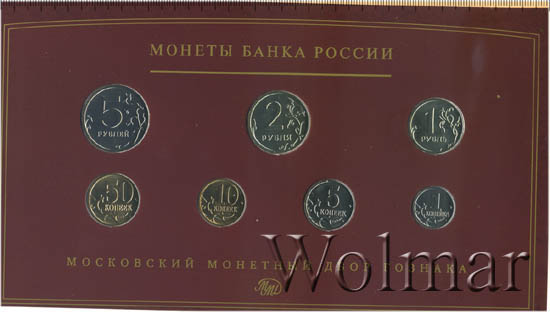 МОНЕТЫ БАНКА РОССИИ
5 РУБЛЕЙ
2 РУБЛЯ
1 РУБЛЬ
50 КОПЕЕК
10 КОПЕЕК
5 КОПЕЕК
1 КОПЕЙКА
Wolmar
МОСКОВСКИЙ МОНЕТНЫЙ ДВОР ГОЗНАКА
ММД